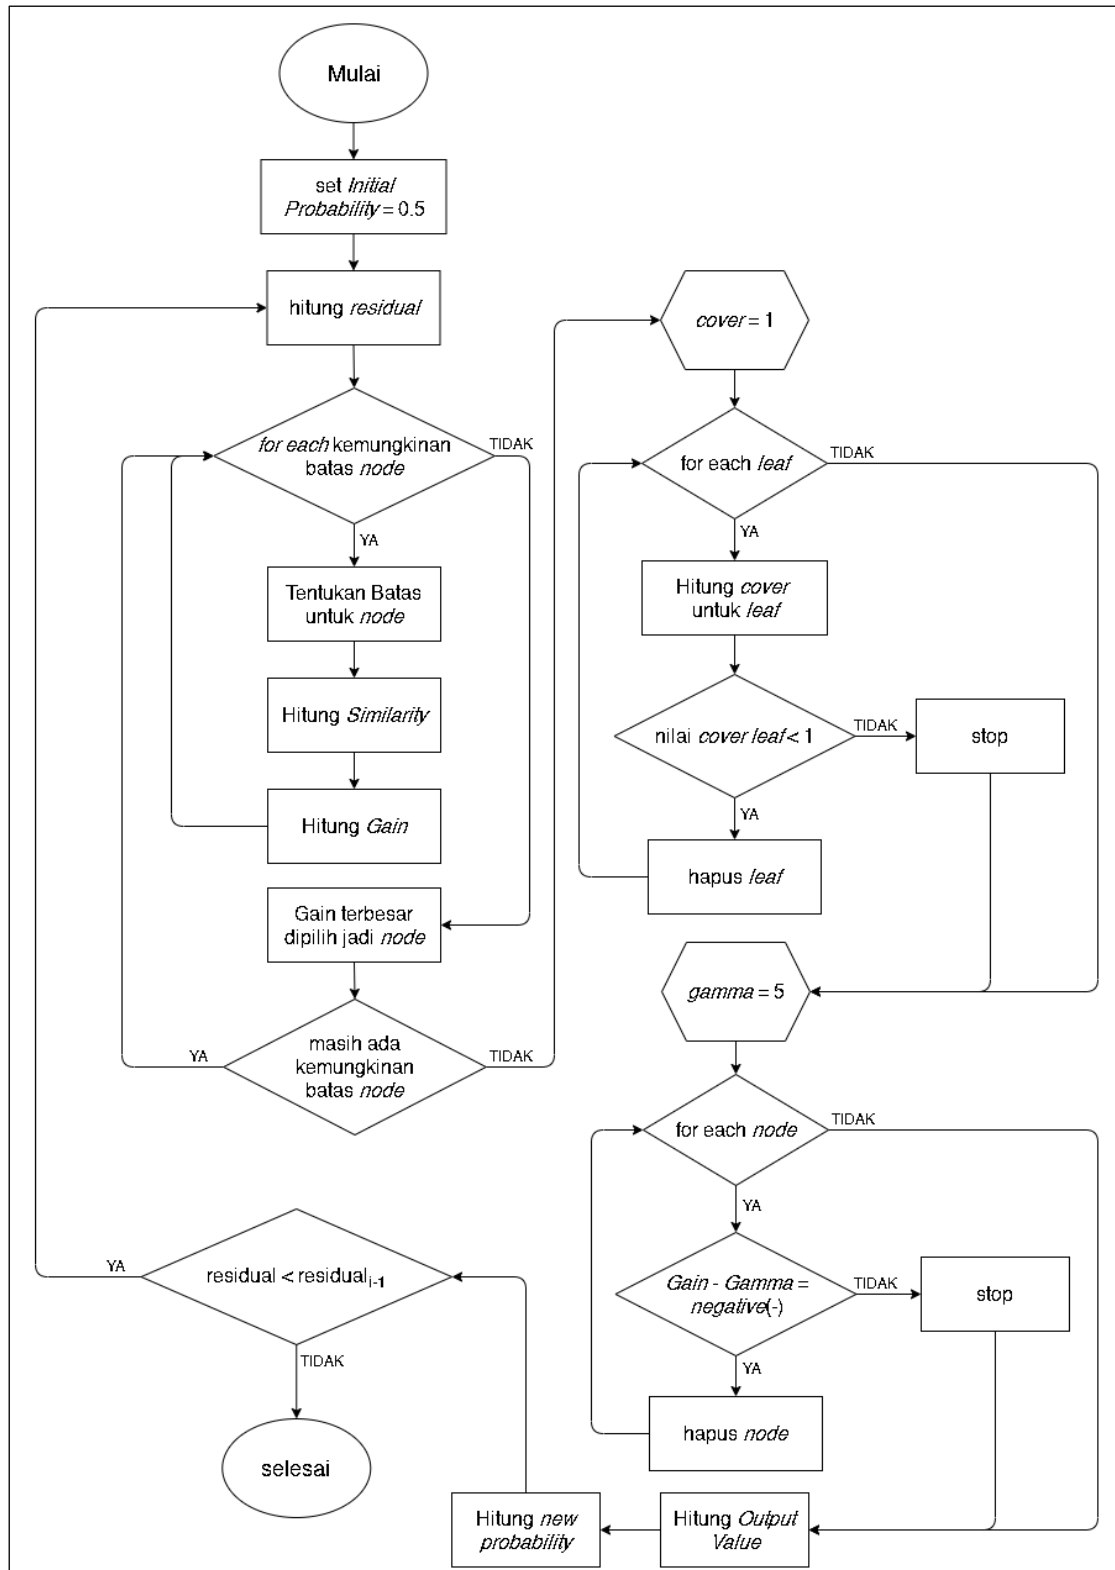 Mulai
set Initial
Probability = 0.5
hitung residual
for each kemungkinan
batas node
TIDAK
YA
Tentukan Batas
untuk node
Hitung Similarity
Hitung Gain
Gain terbesar
dipilih jadi node
masih ada
kemungkinan
batas node
YA
TIDAK
cover = 1
for each leaf
TIDAK
YA
Hitung cover
untuk leaf
nilai cover leaf < 1
TIDAK
stop
YA
hapus leaf
gamma = 5
for each node
TIDAK
YA
Gain - Gamma =
negative(-)
TIDAK
stop
YA
hapus node
Hitung Output
Value
Hitung new
probability
residual < residual i-1
YA
TIDAK
selesai